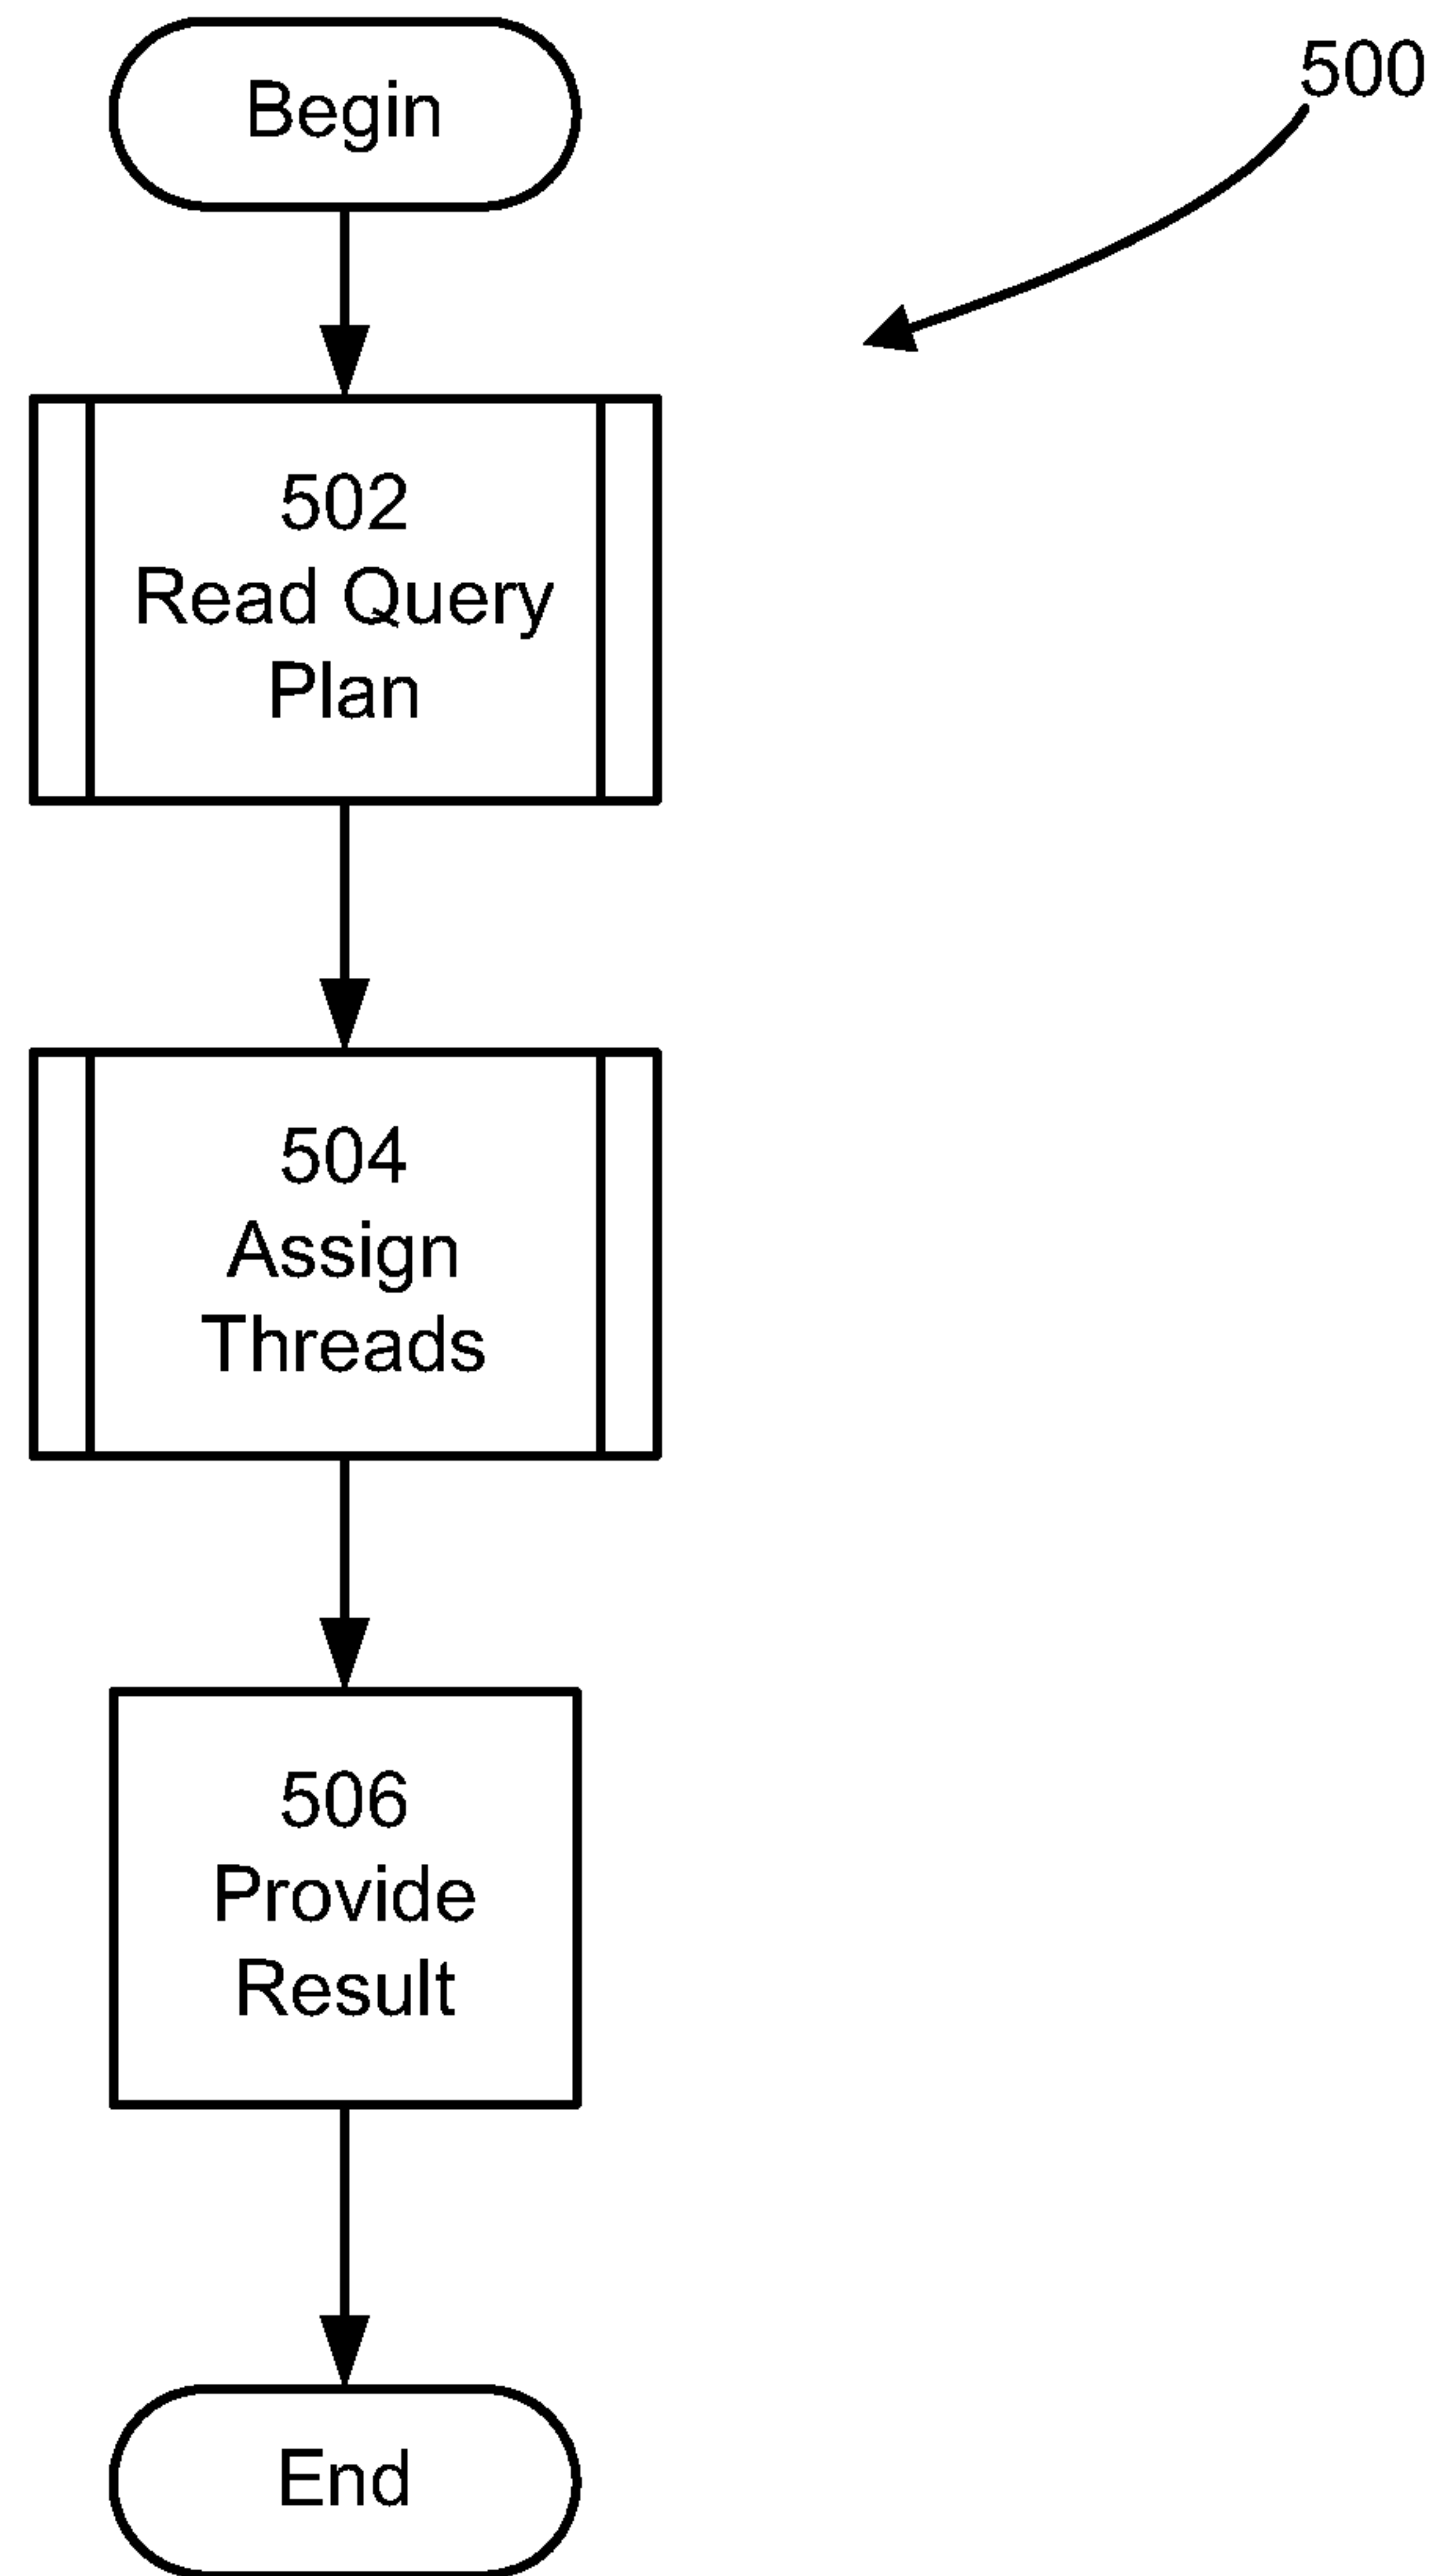 Begin
500
502
Read Query
Plan
504
Assign
Threads
506
Provide
Result
End